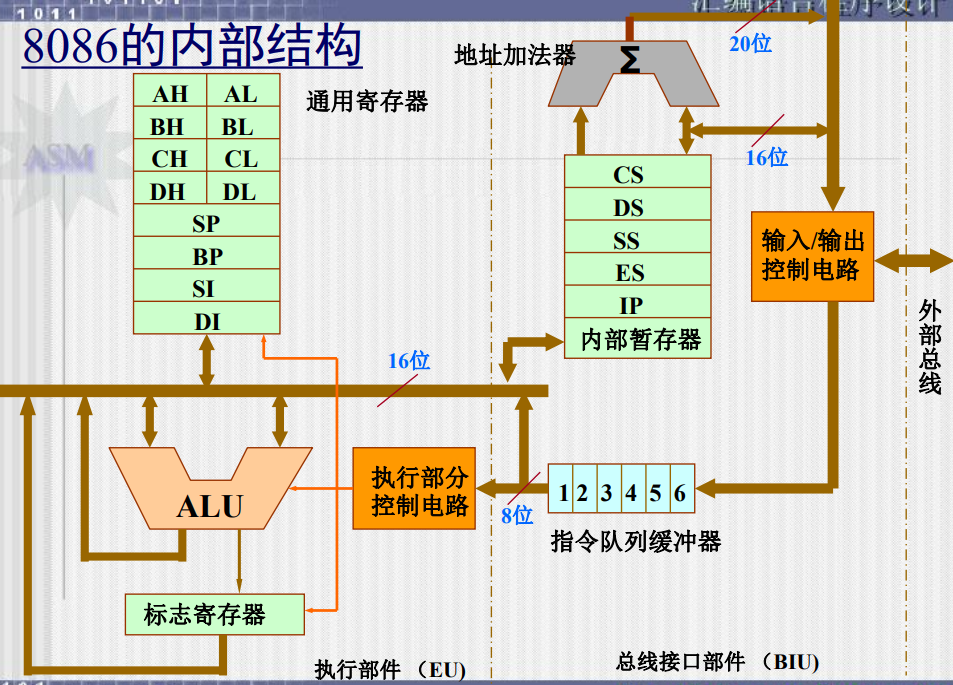 1011
汇编语言程序设计
8086的内部结构
地址加法器
Σ
20位
AH AL
BH BL
CH CL
DH DL
SP
BP
SI
DI
通用寄存器
16位
CS
DS
SS
ES
IP
内部暂存器
输入/输出
控制电路
外部总线
ASM
16位
ALU
执行部分
控制电路
8位
1 2 3 4 5 6
指令队列缓冲器
标志寄存器
执行部件 (EU)
总线接口部件 (BIU)